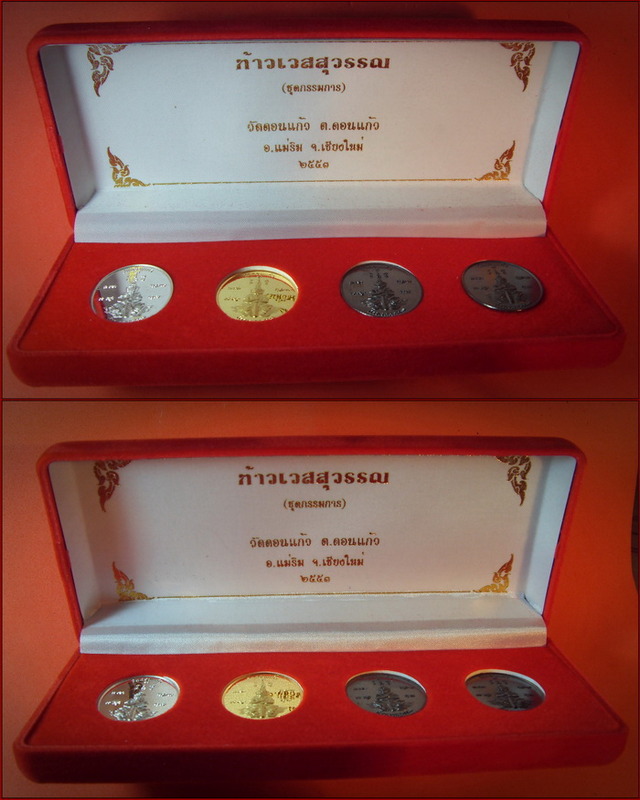 ท้าวเวสสุวรรณ
(ชุดกรรมการ)
วัดดอนแก้ว ต.ดอนแก้ว
อ.แม่ริม จ.เชียงใหม่
๒๕๕๓
ท้าวเวสสุวรรณ
(ชุดกรรมการ)
วัดดอนแก้ว ต.ดอนแก้ว
อ.แม่ริม จ.เชียงใหม่
๒๕๕๓